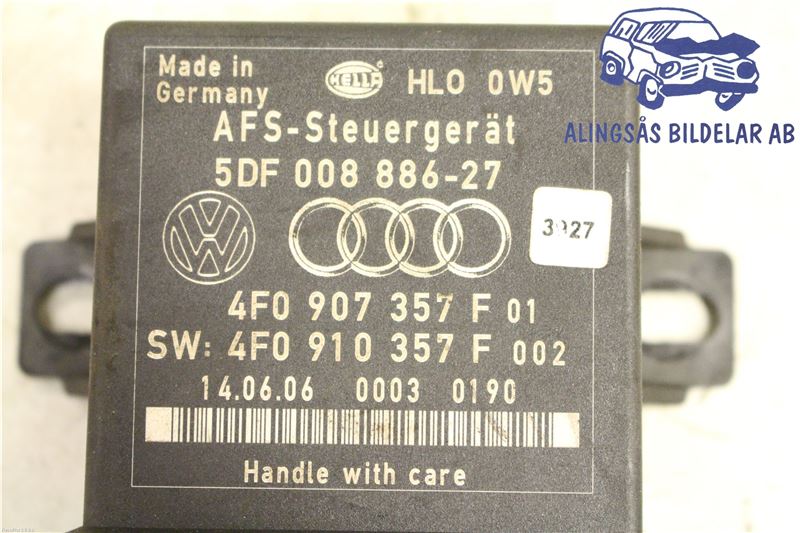 Made in
Germany
HELLA
HLO 0W5
AFS-Steuergerät
5DF 008 886-27
4F0 907 357 F 01
SW: 4F0 910 357 F 002
14.06.06 0003 0190
Handle with care
ALINGSÅS BILDELAR AB